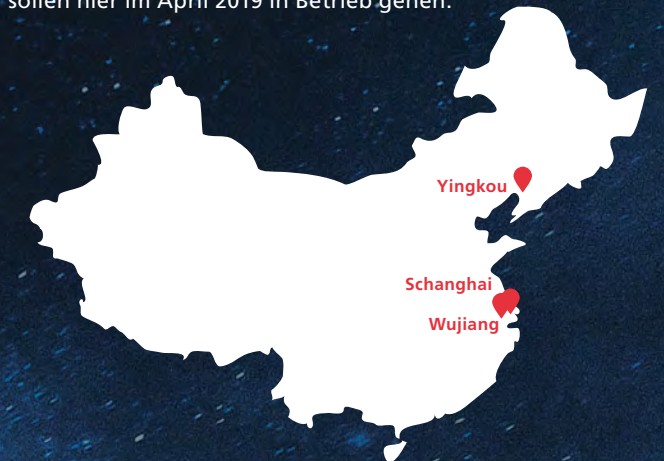 sollen hier im April 2019 in Betrieb gehen.
Yingkou
Schanghai
Wujiang